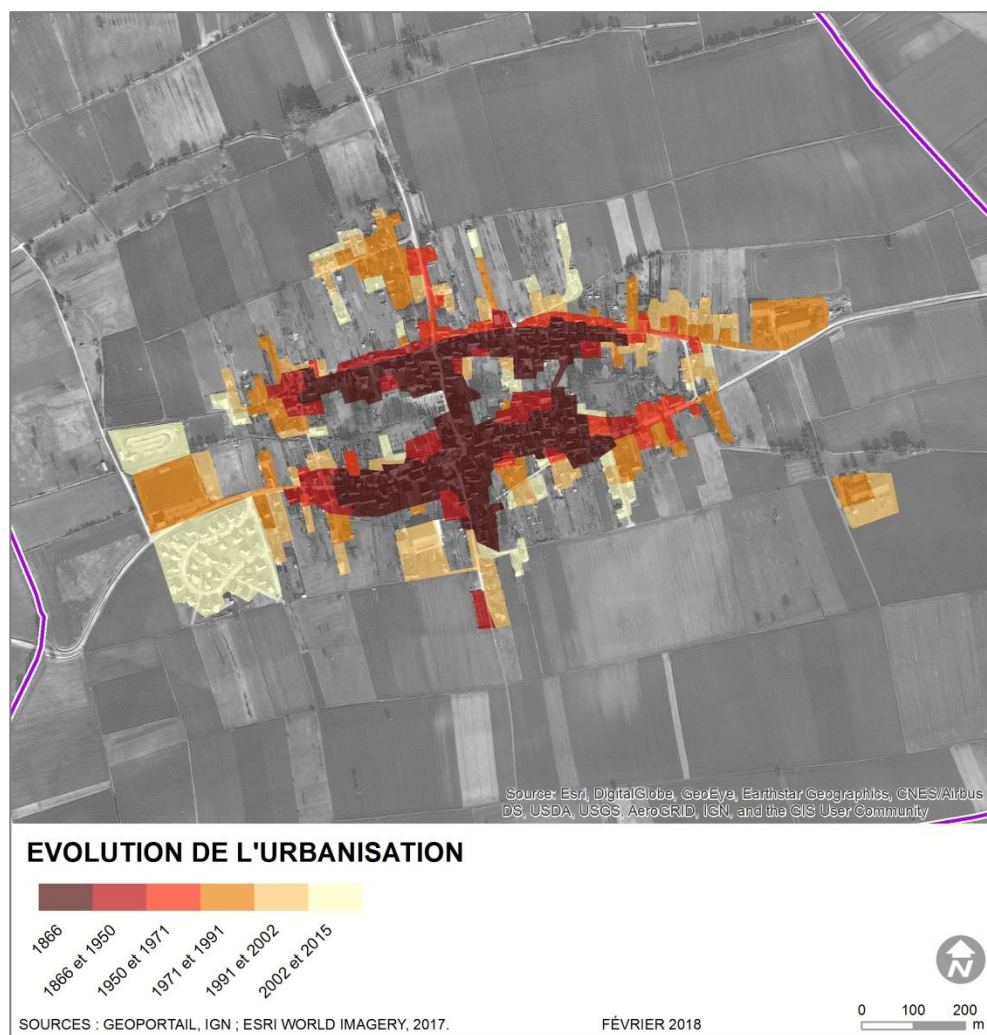 Source: Esri, DigitalGlobe, GeoEye, Earthstar Geographics, CNES/Airbus
DS, USDA, USGS, AeroGRID, IGN, and the GIS User Community
EVOLUTION DE L'URBANISATION
1866
1866 et 1950
1950 et 1971
1971 et 1991
1991 et 2002
2002 et 2015
N
0 100 200
m
SOURCES : GEOPORTAIL, IGN ; ESRI WORLD IMAGERY, 2017.
FÉVRIER 2018